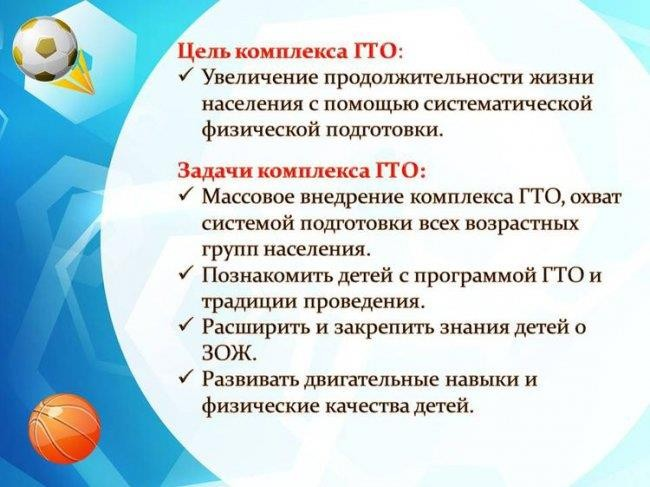 Цель комплекса ГТО:
✓ Увеличение продолжительности жизни
населения с помощью систематической
физической подготовки.
Задачи комплекса ГТО:
✓ Массовое внедрение комплекса ГТО, охват
системой подготовки всех возрастных
групп населения.
✓ Познакомить детей с программой ГТО и
традиции проведения.
✓ Расширить и закрепить знания детей о
ЗОЖ.
✓ Развивать двигательные навыки и
физические качества детей.